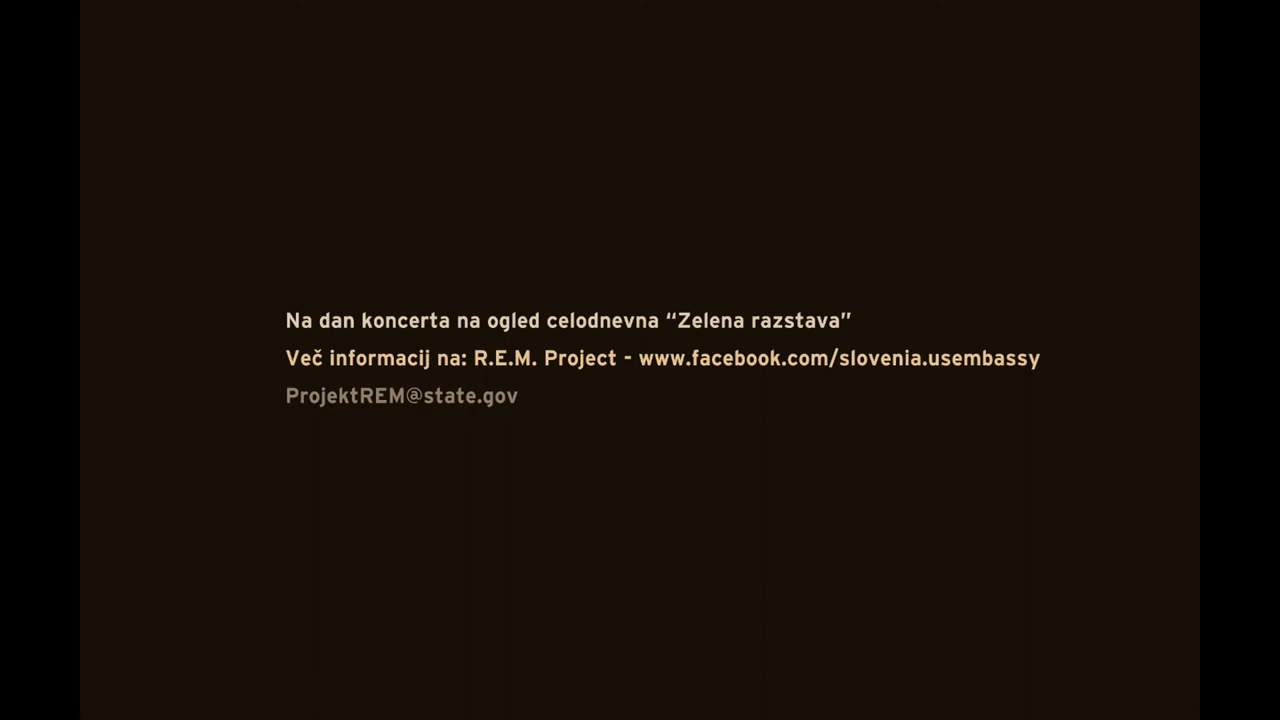 Na dan koncerta na ogled celodnevna “Zelena razstava”
Več informacij na: R.E.M. Project - www.facebook.com/slovenia.usembassy
ProjektREM@state.gov